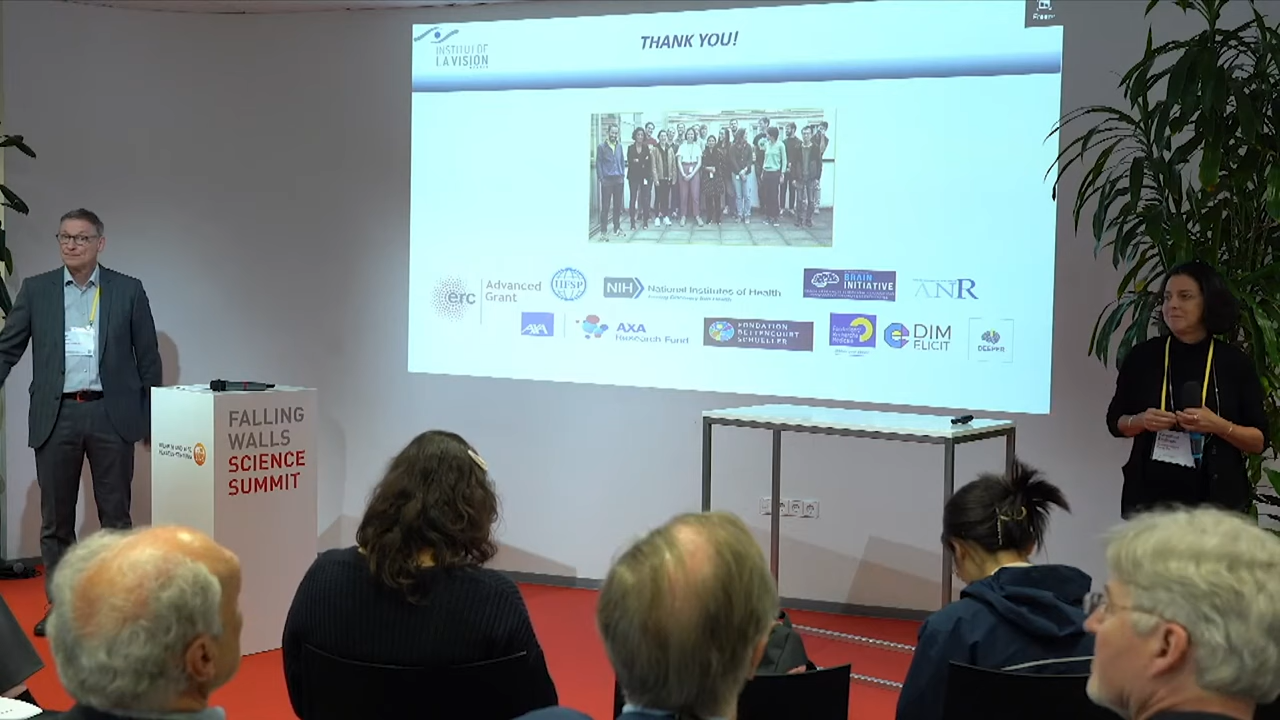 INSTITUT DE
LA VISION
THANK YOU!
Freeze
erc
Advanced
Grant
NIH
National Institutes of Health
BRAIN
INITIATIVE
ANR
AXA
AXA
Research Fund
FONDATION
BETTENCOURT
SCHUELLER
DIM
ELICIT
FALLING
WALLS
SCIENCE
SUMMIT